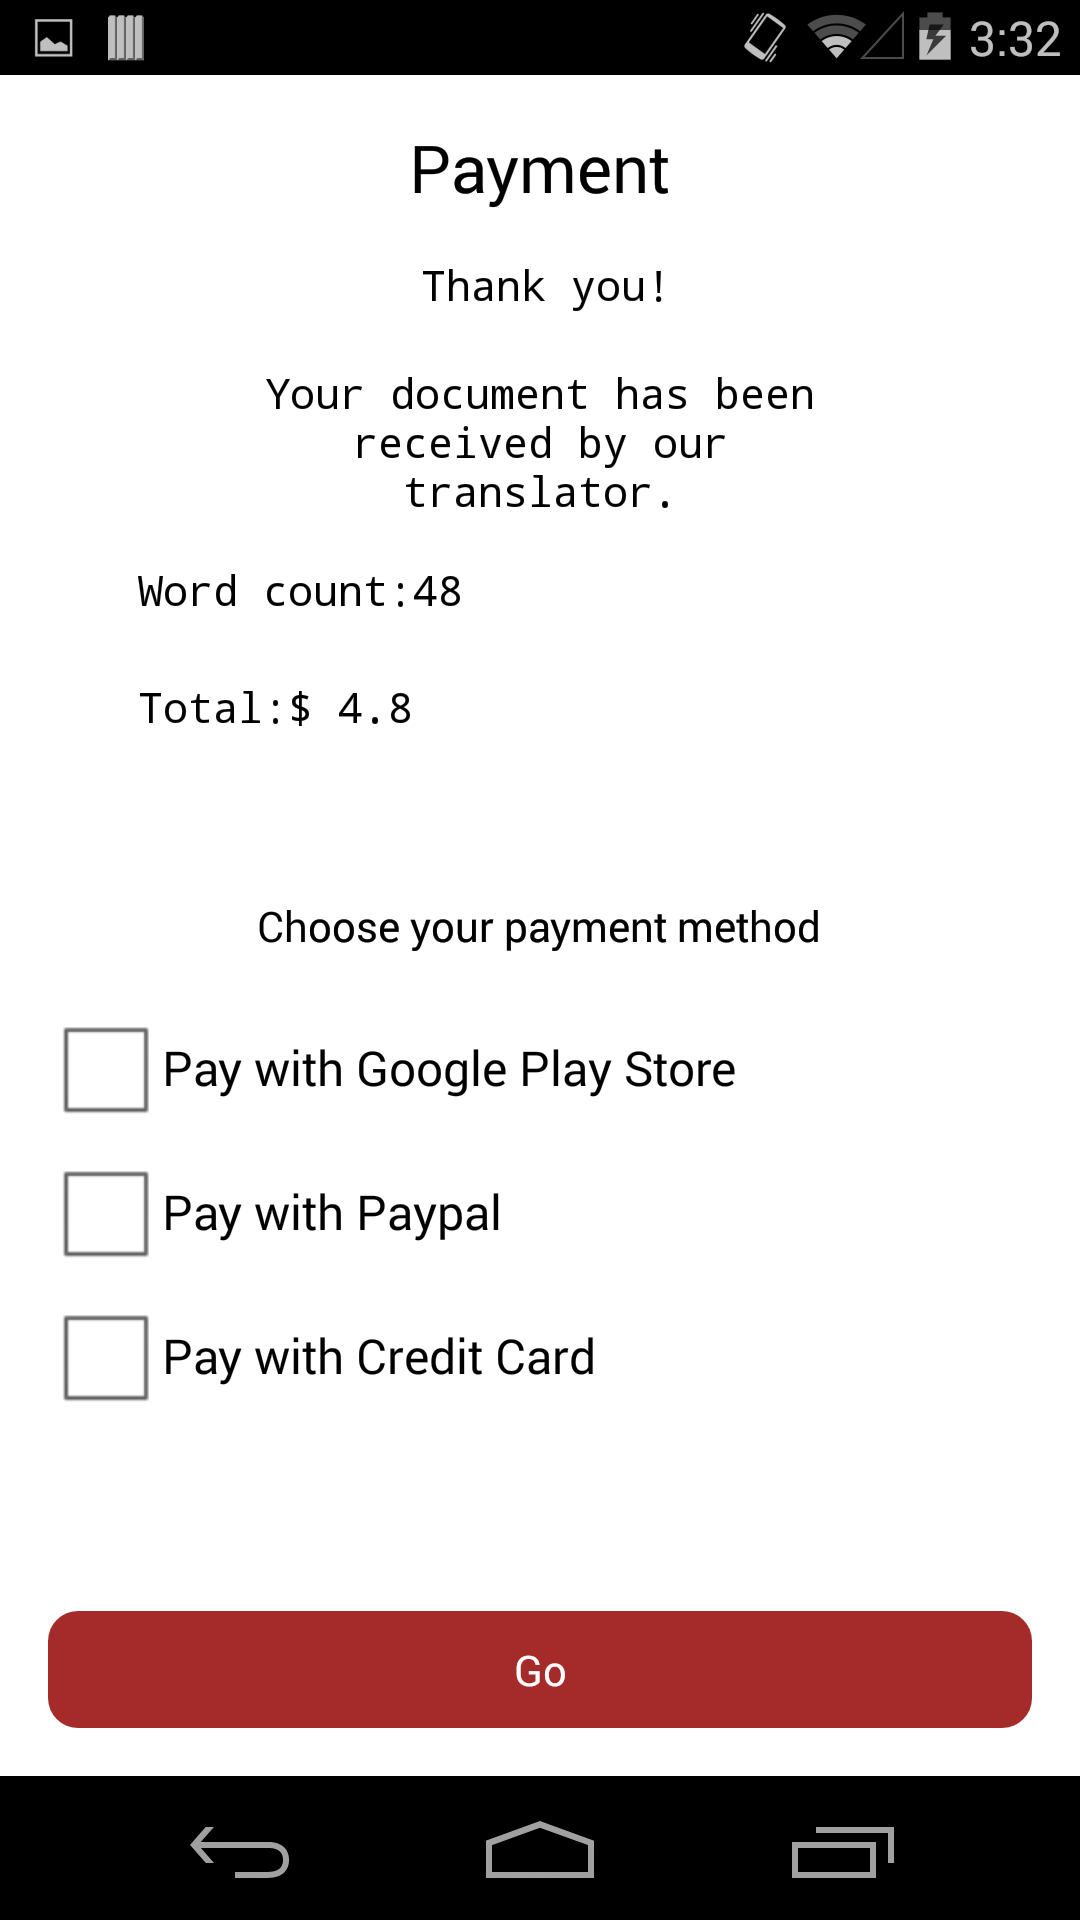 3:32
Payment
Thank you!
Your document has been
received by our
translator.
Word count:48
Total:$ 4.8
Choose your payment method
Pay with Google Play Store
Pay with Paypal
Pay with Credit Card
Go